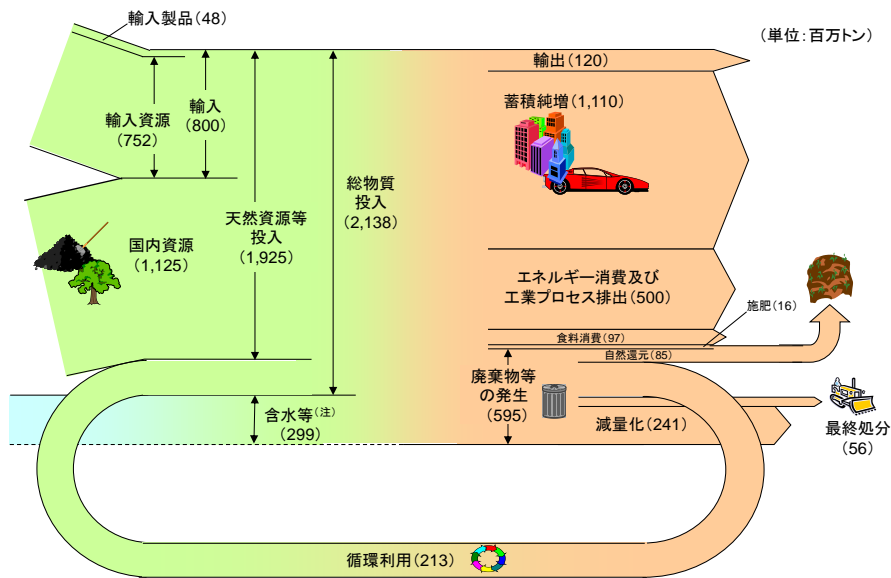 輸入製品(48)
(単位:百万トン)
輸出(120)
蓄積純増(1,110)
輸入
(800)
輸入資源
(752)
総物質
投入
(2,138)
天然資源等
投入
(1,925)
国内資源
(1,125)
エネルギー消費及び
工業プロセス排出(500)
施肥(16)
食料消費(97)
自然還元(85)
廃棄物等
の発生
(595)
含水等(注)
(299)
減量化(241)
最終処分
(56)
循環利用(213)